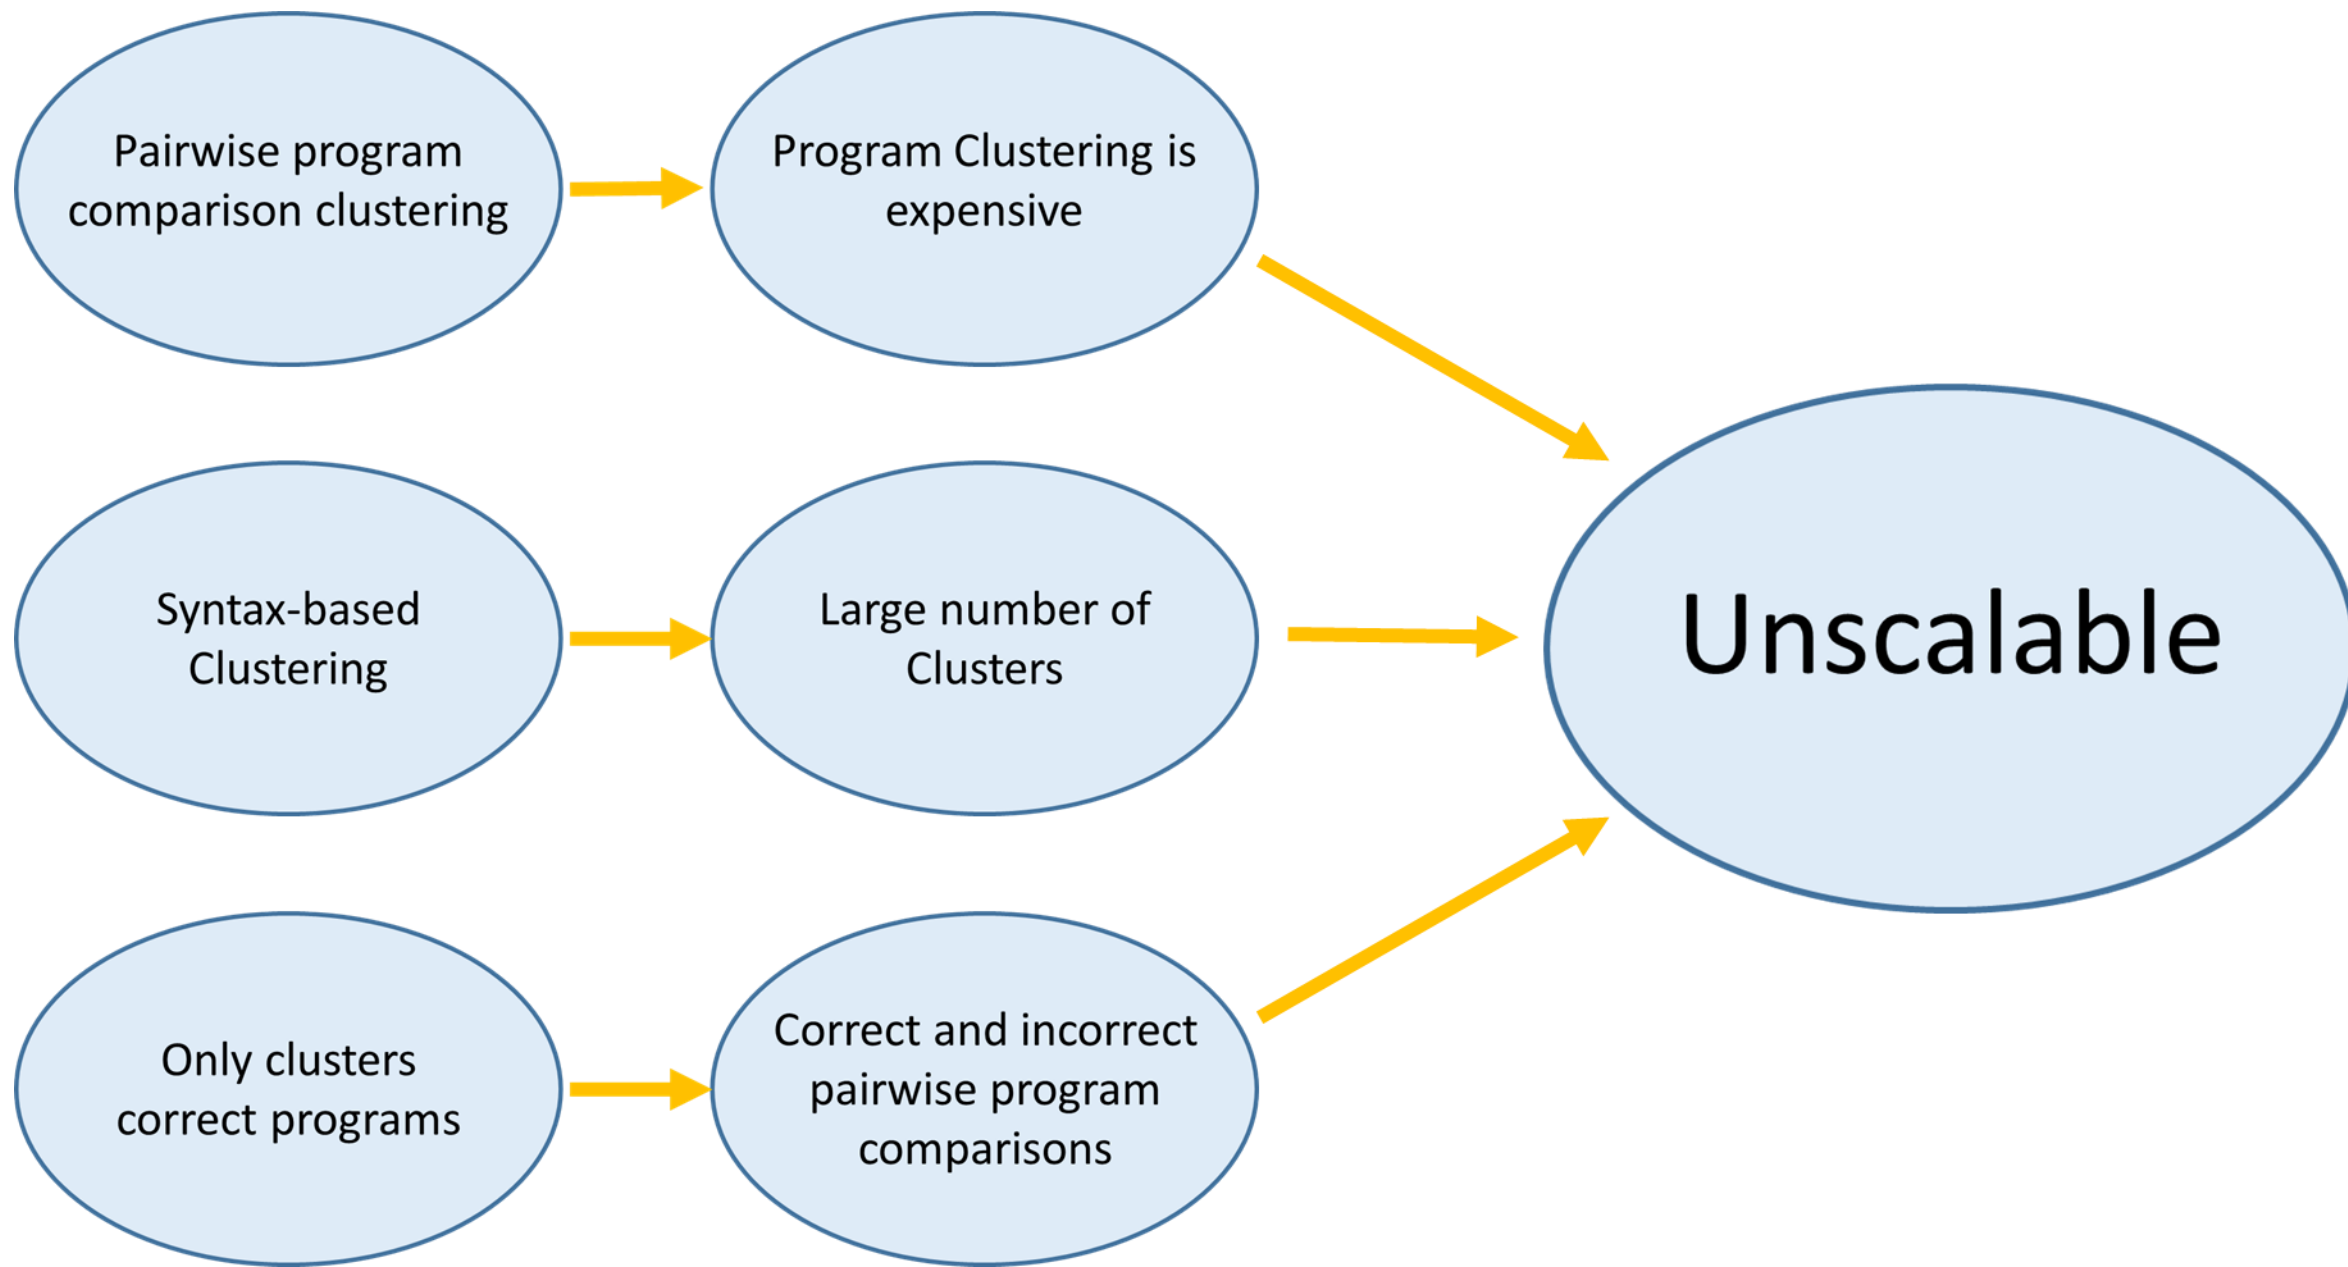 Pairwise program
comparison clustering
Program Clustering is
expensive
Syntax-based
Clustering
Large number of
Clusters
Unscalable
Only clusters
correct programs
Correct and incorrect
pairwise program
comparisons